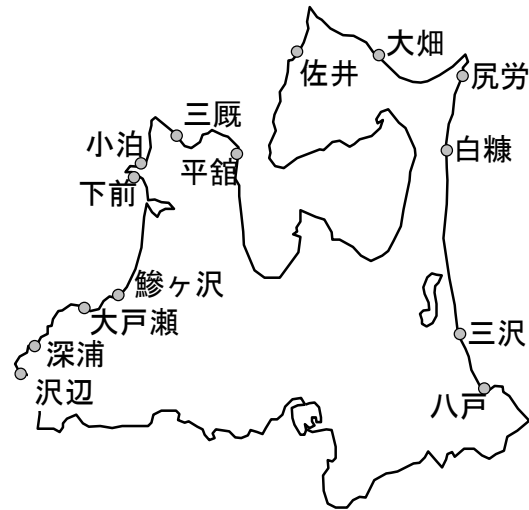 大畑
佐井
尻労
三厩
小泊
白糠
平舘
下前
鰺ヶ沢
大戸瀬
三沢
深浦
沢辺
八戸